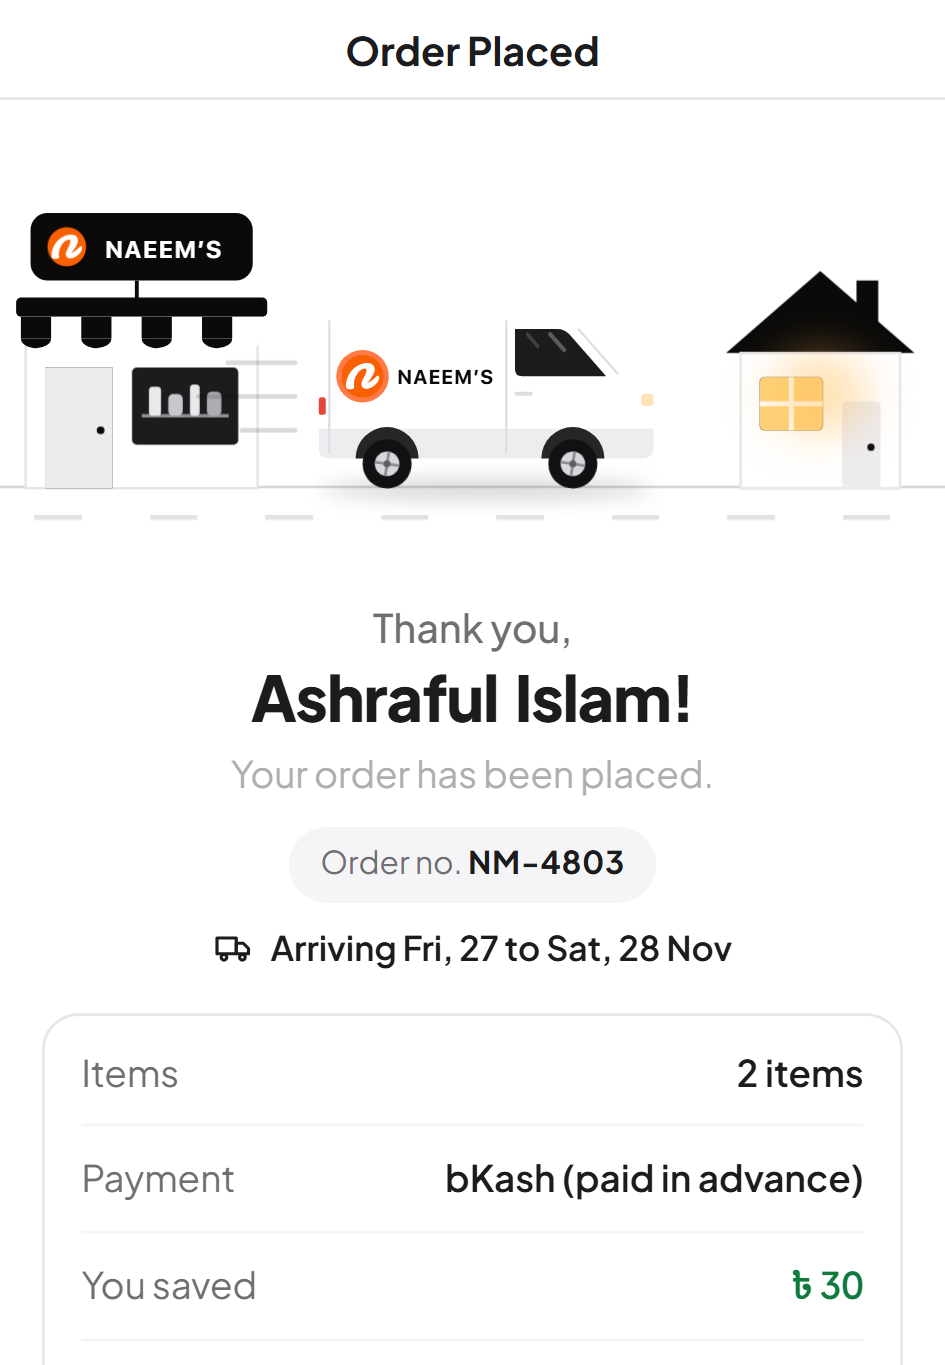 Order Placed
NAEEM'S
NAEEM'S
Thank you,
Ashraful Islam!
Your order has been placed.
Order no. NM-4803
Arriving Fri, 27 to Sat, 28 Nov
Items 2 items
Payment bKash (paid in advance)
You saved ৳ 30